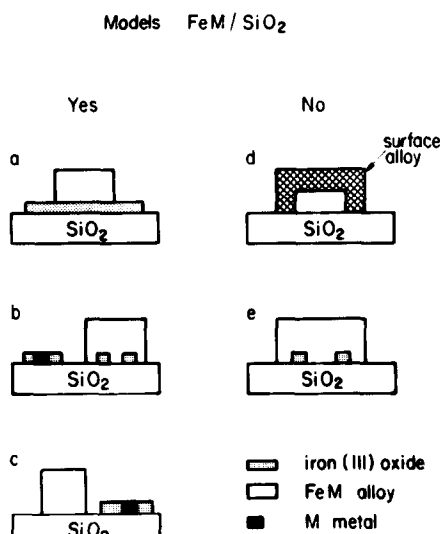 Models FeM / SiO₂
Yes
No
a
SiO₂
d
surface
alloy
SiO₂
b
SiO₂
e
SiO₂
c
SiO₂
iron (III) oxide
FeM alloy
M metal